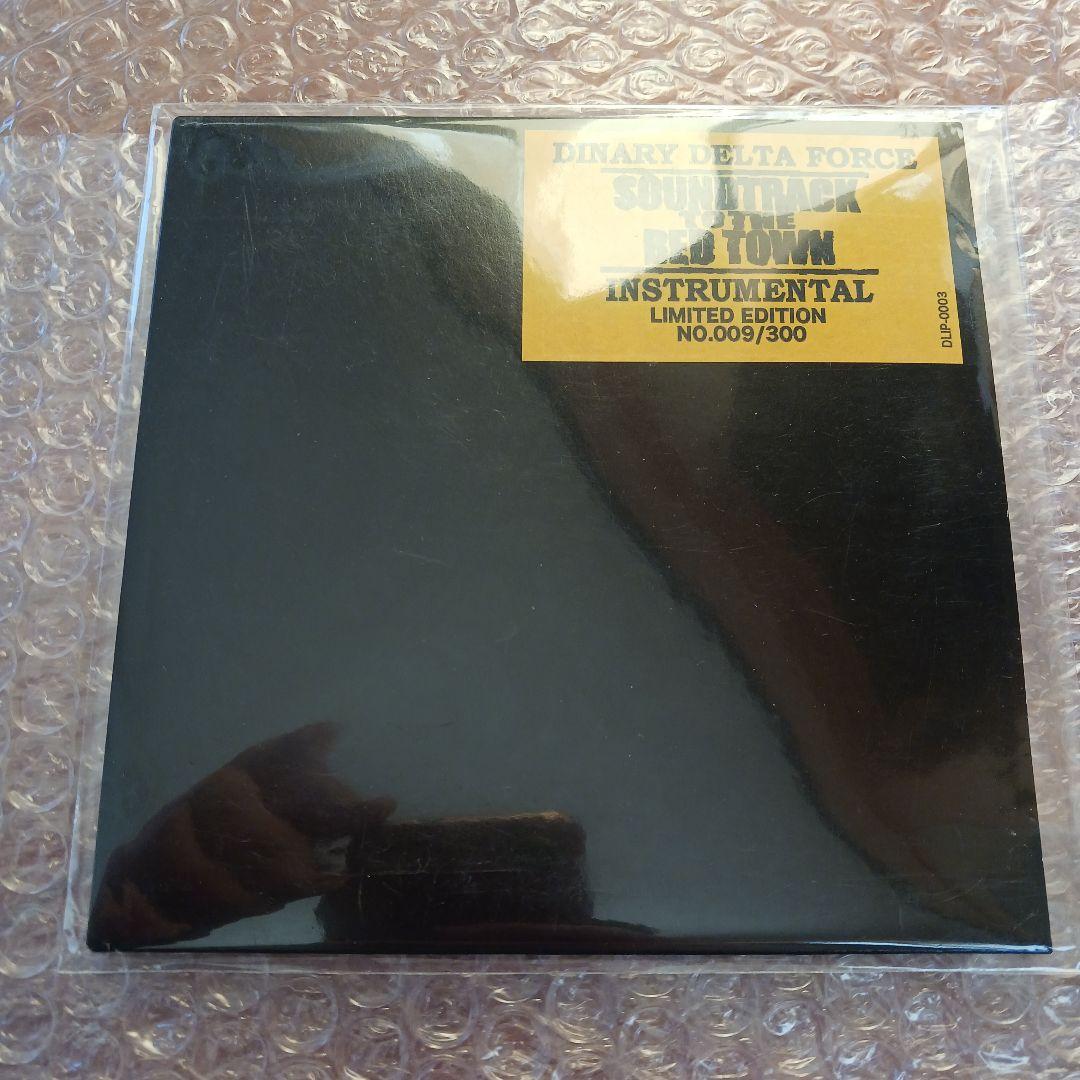 DINARY DELTA FORCE
SOUNDTRACK
TO THE
BED TOWN
INSTRUMENTAL
LIMITED EDITION
NO.009/300
DLIP-0003